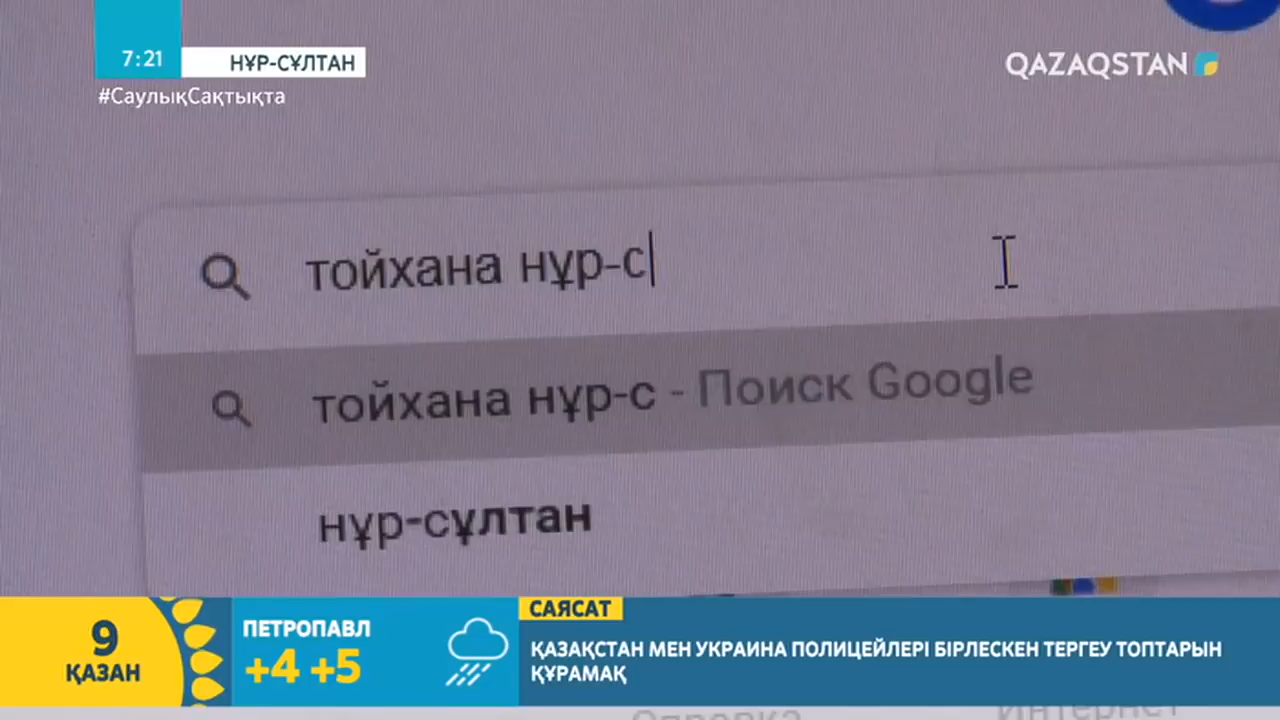 7:21
НҰР-СҰЛТАН
QAZAQSTAN
#СаулықСақтықта
тойхана нұр-с
тойхана нұр-с - Поиск Google
нұр-сұлтан
9
ҚАЗАН
ПЕТРОПАВЛ
+4 +5
САЯСАТ
ҚАЗАҚСТАН МЕН УКРАИНА ПОЛИЦЕЙЛЕРІ БІРЛЕСКЕН ТЕРГЕУ ТОПТАРЫН
ҚҰРАМАҚ